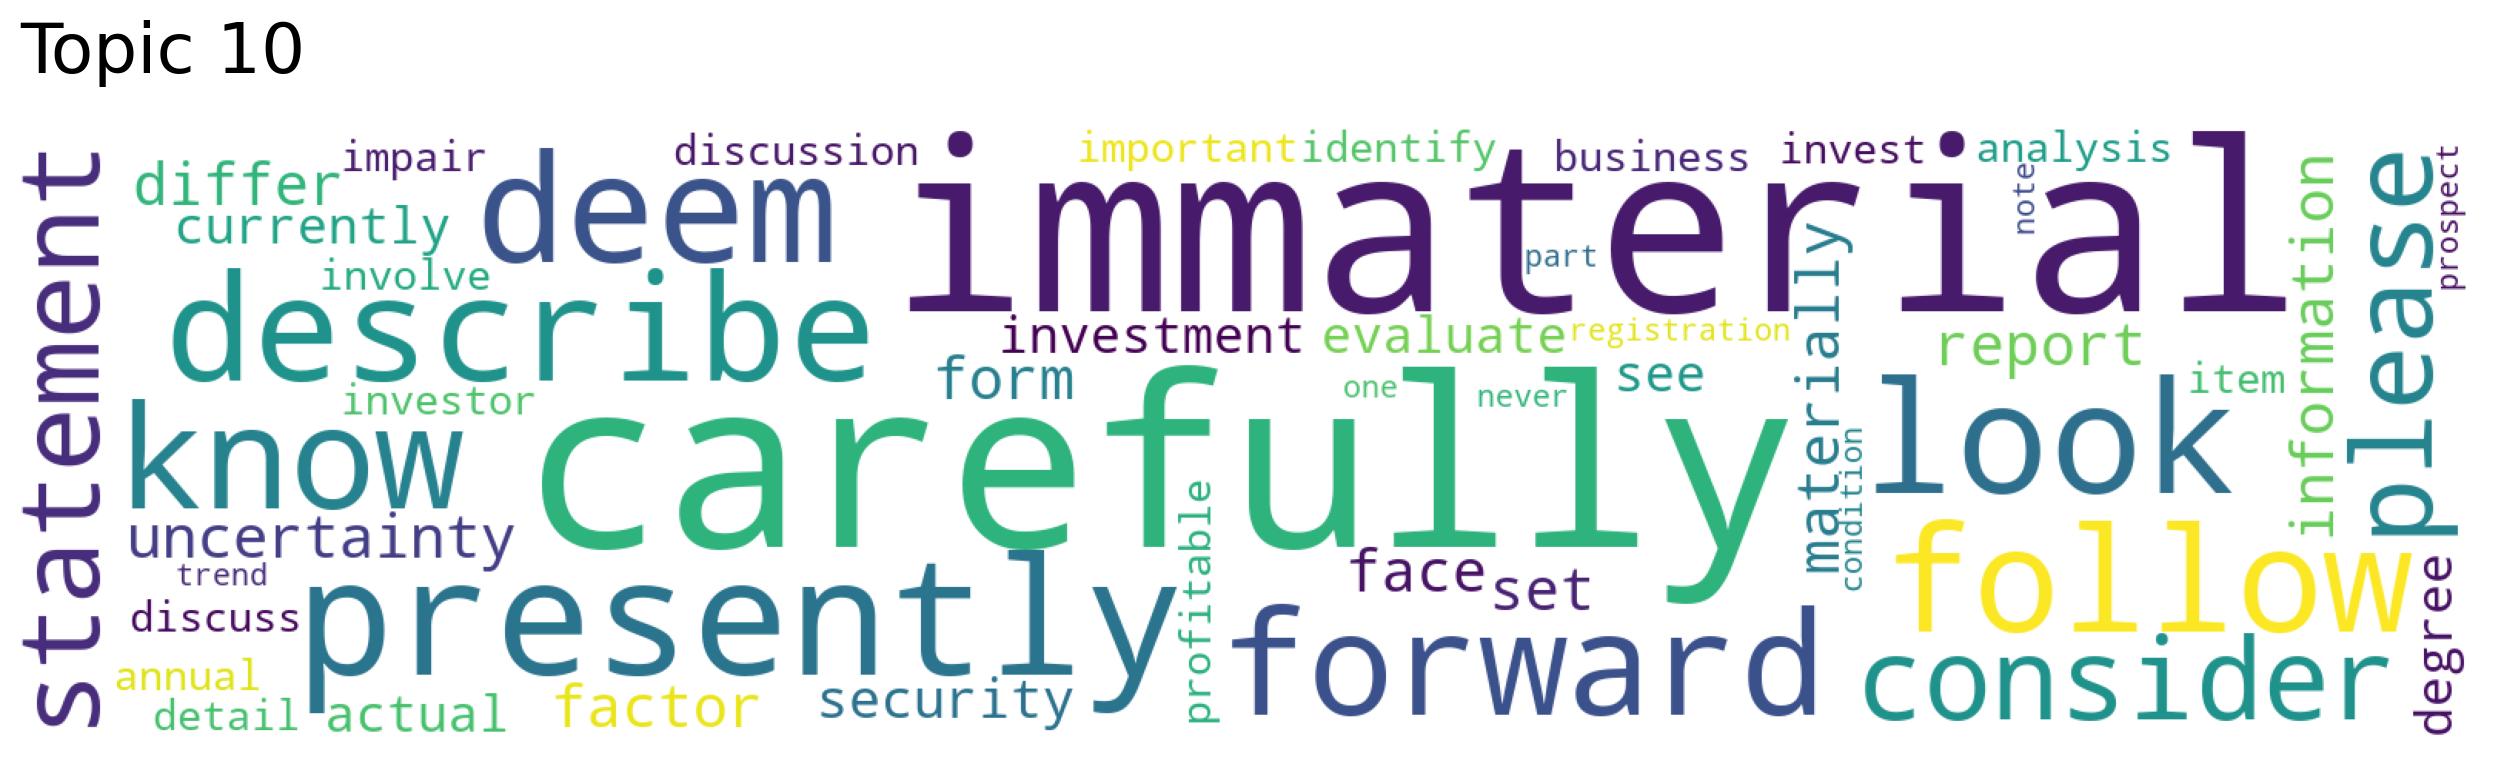 Topic 10
statement
differ
impair
discussion
important
identify
business
invest
analysis
currently
deem
immaterial
note
prospect
involve
part
materially
information
please
describe
investment
evaluate
registration
report
investor
form
one
never
see
item
know
carefully
look
condition
uncertainty
trend
discuss
presently
profitable
face
set
follow
annual
detail
actual
factor
security
forward
consider
degree